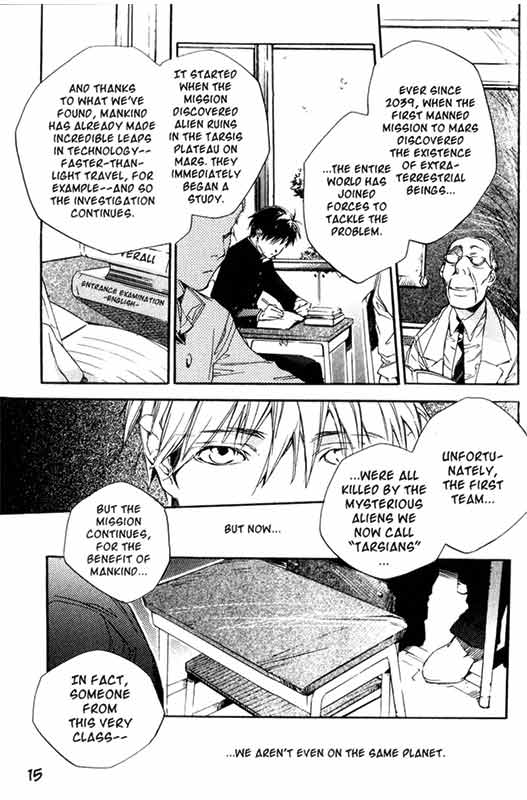 EVER SINCE
2039, WHEN THE
FIRST MANNED
MISSION TO MARS
DISCOVERED
THE EXISTENCE
OF EXTRA-
TERRESTRIAL
BEINGS...
...THE ENTIRE
WORLD HAS
JOINED
FORCES TO
TACKLE THE
PROBLEM.
IT STARTED
WHEN THE
MISSION
DISCOVERED
ALIEN RUINS
IN THE TARSIS
PLATEAU ON
MARS. THEY
IMMEDIATELY
BEGAN A
STUDY.
AND THANKS
TO WHAT WE'VE
FOUND, MANKIND
HAS ALREADY MADE
INCREDIBLE LEAPS
IN TECHNOLOGY--
FASTER-THAN-
LIGHT TRAVEL, FOR
EXAMPLE--AND SO
THE INVESTIGATION
CONTINUES.
ENTRANCE EXAMINATION
-ENGLISH-
UNFORTU-
NATELY,
THE FIRST
TEAM...
...WERE ALL
KILLED BY THE
MYSTERIOUS
ALIENS WE
NOW CALL
"TARSIANS"
...
BUT NOW...
BUT THE
MISSION
CONTINUES,
FOR THE
BENEFIT OF
MANKIND...
IN FACT,
SOMEONE
FROM
THIS VERY
CLASS--
...WE AREN'T EVEN ON THE SAME PLANET.
15